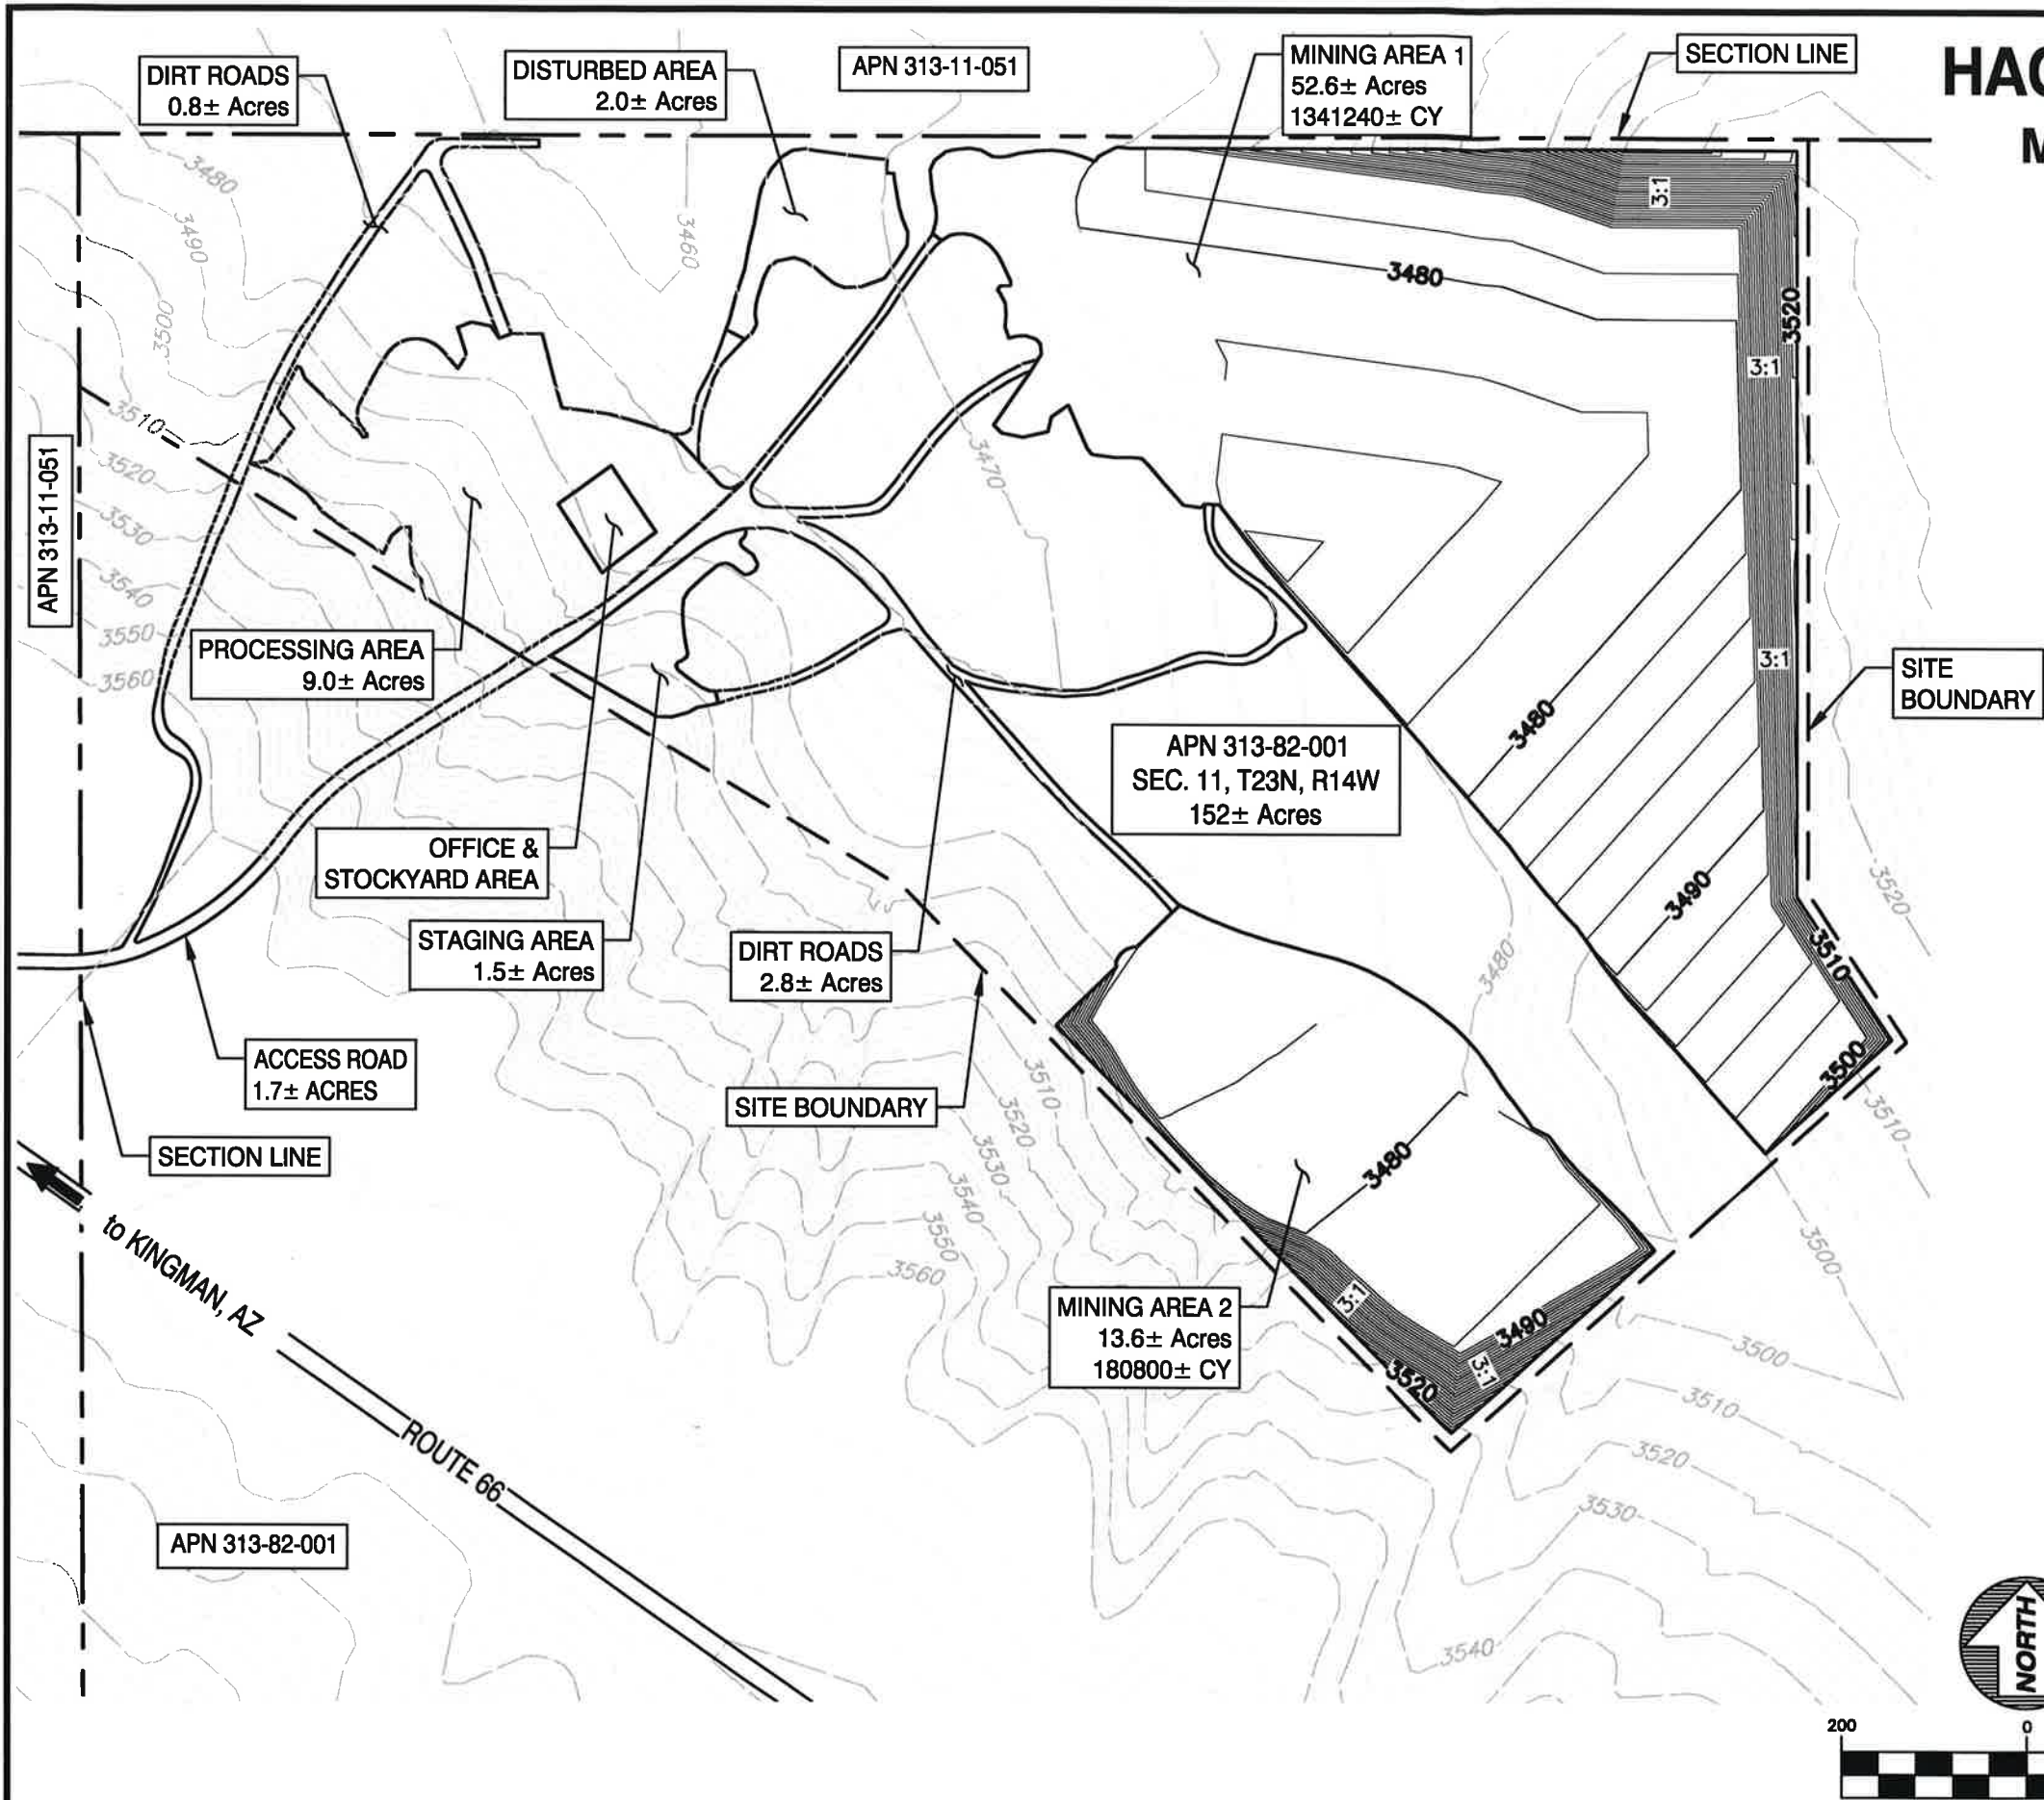 DIRT ROADS
0.8± Acres
DISTURBED AREA
2.0± Acres
APN 313-11-051
MINING AREA 1
52.6± Acres
1341240± CY
SECTION LINE
HAC
M
3480
3490
3500
3460
3:1
3480
3520
3:1
APN 313-11-051
3510
3520
3530
3540
3550
3560
3470
PROCESSING AREA
9.0± Acres
3:1
SITE
BOUNDARY
APN 313-82-001
SEC. 11, T23N, R14W
152± Acres
3480
OFFICE &
STOCKYARD AREA
3490
3520
STAGING AREA
1.5± Acres
DIRT ROADS
2.8± Acres
3480
3510
ACCESS ROAD
1.7± ACRES
SITE BOUNDARY
3510
3520
3530
3540
3550
3560
3500
3510
SECTION LINE
3480
to KINGMAN, AZ
3500
MINING AREA 2
13.6± Acres
180800± CY
3:1
3490
3:1
3520
3500
3510
3520
3530
3540
ROUTE 66
APN 313-82-001
NORTH
200 0